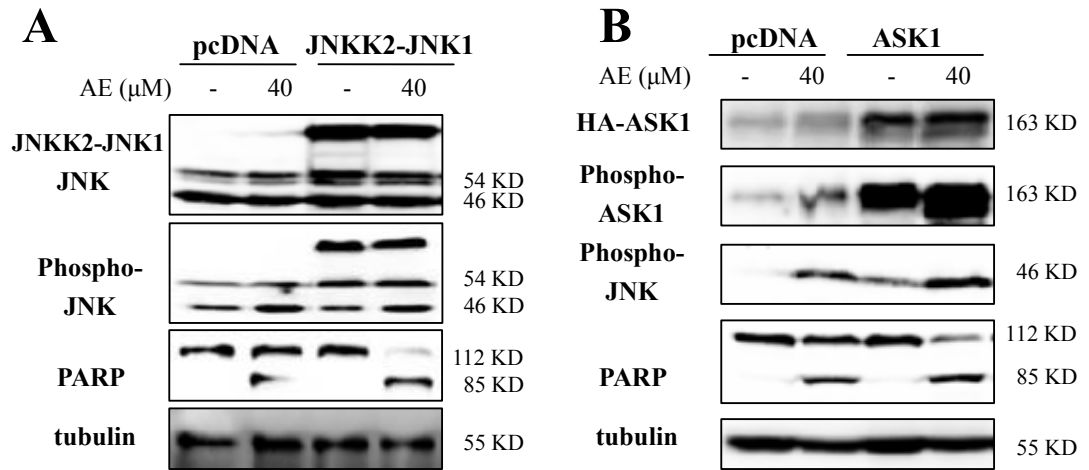 A
pcDNA JNKK2-JNK1
AE (μM) - 40 - 40
JNKK2-JNK1
JNK
54 KD
46 KD
Phospho-
JNK
54 KD
46 KD
PARP
112 KD
85 KD
tubulin
55 KD
B
pcDNA ASK1
AE (μM) - 40 - 40
HA-ASK1
163 KD
Phospho-
ASK1
163 KD
Phospho-
JNK
46 KD
PARP
112 KD
85 KD
tubulin
55 KD